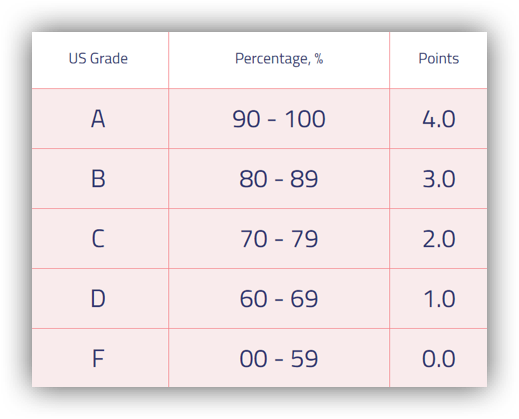 US Grade Percentage, % Points
A 90 - 100 4.0
B 80 - 89 3.0
C 70 - 79 2.0
D 60 - 69 1.0
F 00 - 59 0.0